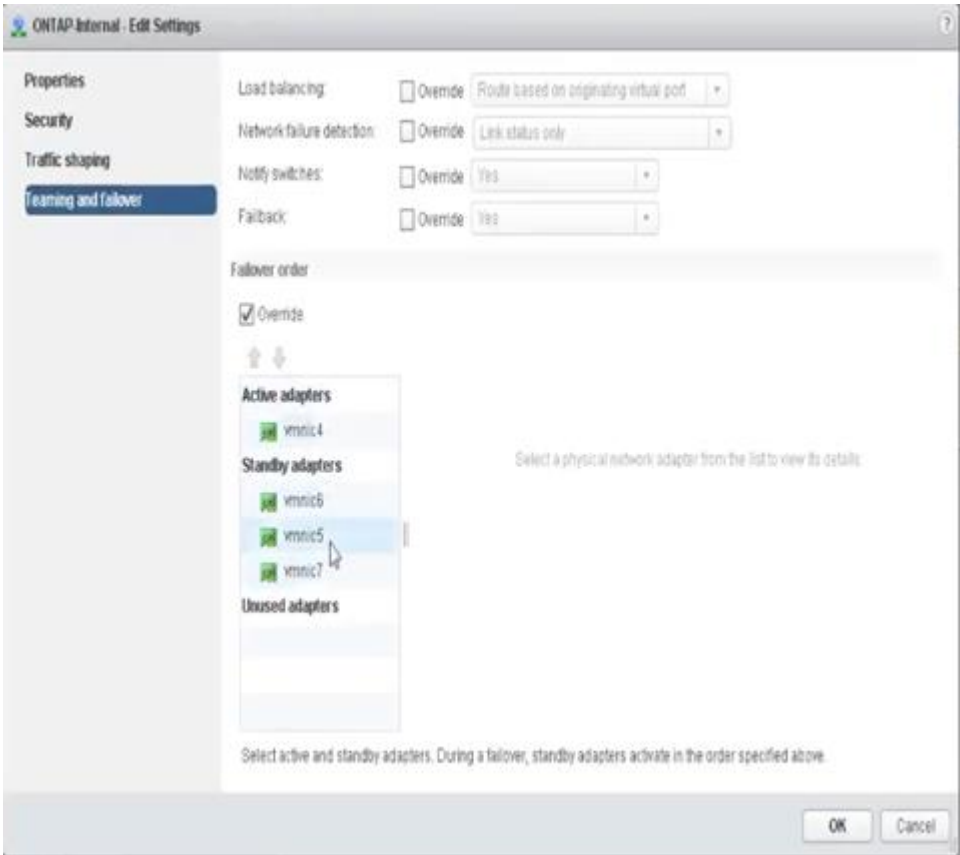 ONTAP-Internal - Edit Settings
?
Properties
Security
Traffic shaping
Teaming and failover
Load balancing: Override Route based on originating virtual port
Network failure detection: Override Link status only
Notify switches: Override Yes
Failback: Override Yes
Failover order
Override
Active adapters
vmnic4
Standby adapters
vmnic6
vmnic5
vmnic7
Unused adapters
Select a physical network adapter from the list to view its details.
Select active and standby adapters. During a failover, standby adapters activate in the order specified above.
OK Cancel